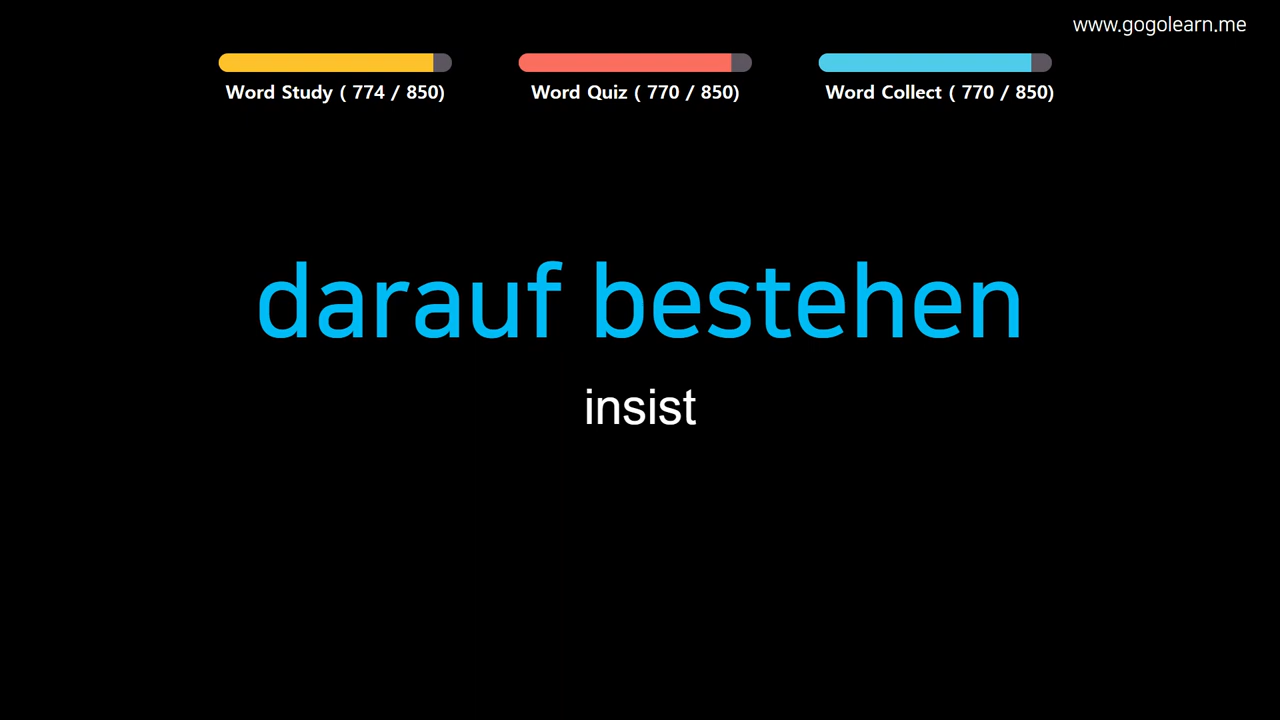 www.gogolearn.me
Word Study ( 774 / 850)
Word Quiz ( 770 / 850)
Word Collect ( 770 / 850)
darauf bestehen
insist